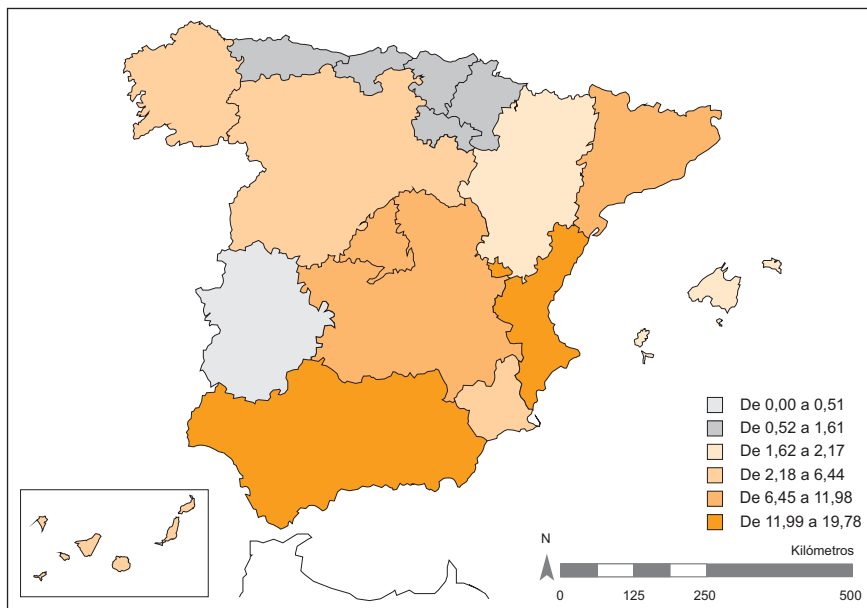 De 0,00 a 0,51
De 0,52 a 1,61
De 1,62 a 2,17
De 2,18 a 6,44
De 6,45 a 11,98
De 11,99 a 19,78
N
Kilómetros
0 125 250 500